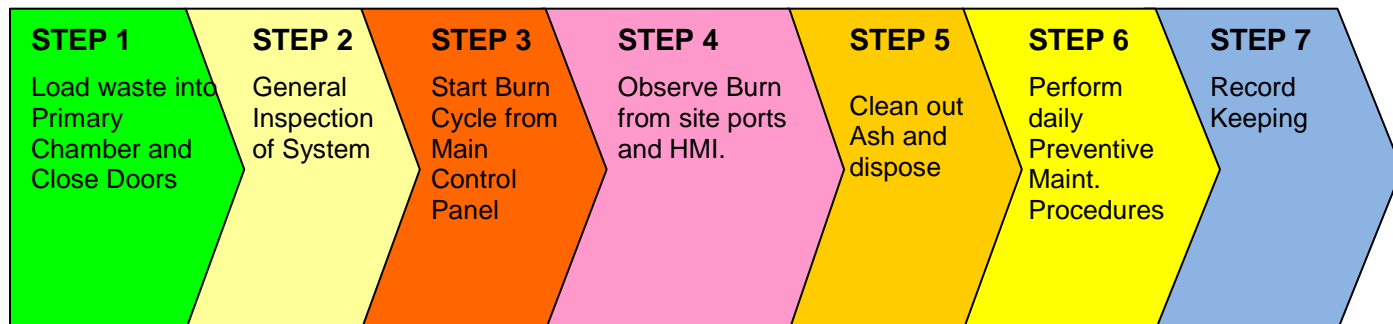 STEP 1
Load waste into
Primary
Chamber and
Close Doors
STEP 2
General
Inspection
of System
STEP 3
Start Burn
Cycle from
Main
Control
Panel
STEP 4
Observe Burn
from site ports
and HMI.
STEP 5
Clean out
Ash and
dispose
STEP 6
Perform
daily
Preventive
Maint.
Procedures
STEP 7
Record
Keeping